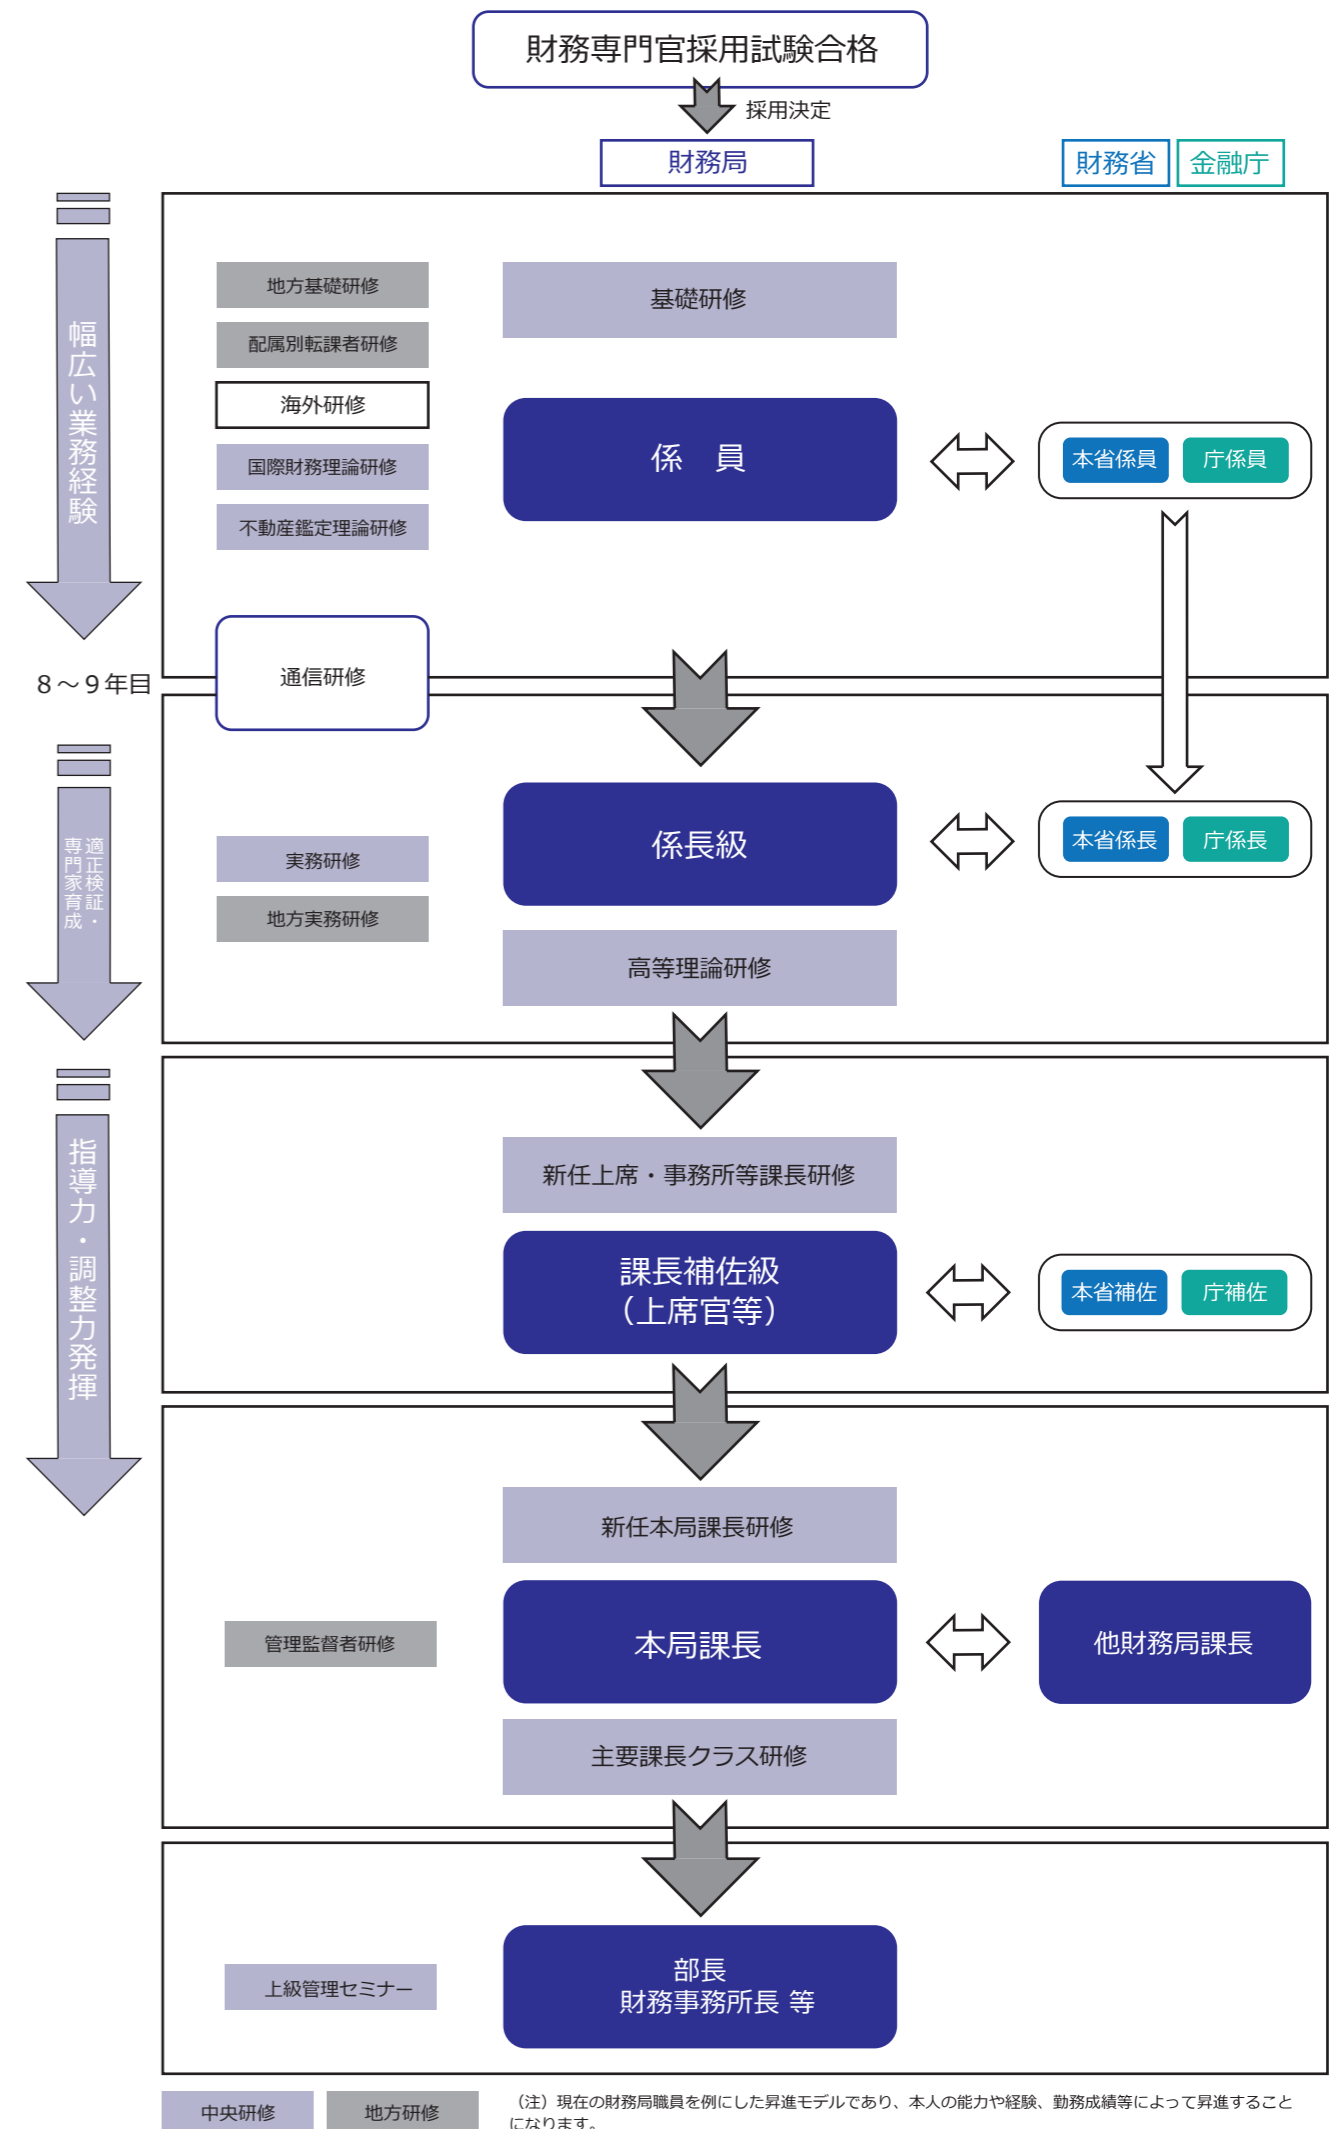 財務専門官採用試験合格
採用決定
財務局
財務省
金融庁
幅広い業務経験
地方基礎研修
配属別転課者研修
海外研修
国際財務理論研修
不動産鑑定理論研修
基礎研修
係　員
本省係員
庁係員
8～9年目
通信研修
適正検証・
専門家育成
実務研修
地方実務研修
係長級
高等理論研修
本省係長
庁係長
指導力・調整力発揮
新任上席・事務所等課長研修
課長補佐級
（上席官等）
本省補佐
庁補佐
新任本局課長研修
管理監督者研修
本局課長
他財務局課長
主要課長クラス研修
上級管理セミナー
部長
財務事務所長 等
中央研修
地方研修
（注）現在の財務局職員を例にした昇進モデルであり、本人の能力や経験、勤務成績等によって昇進すること
になります。